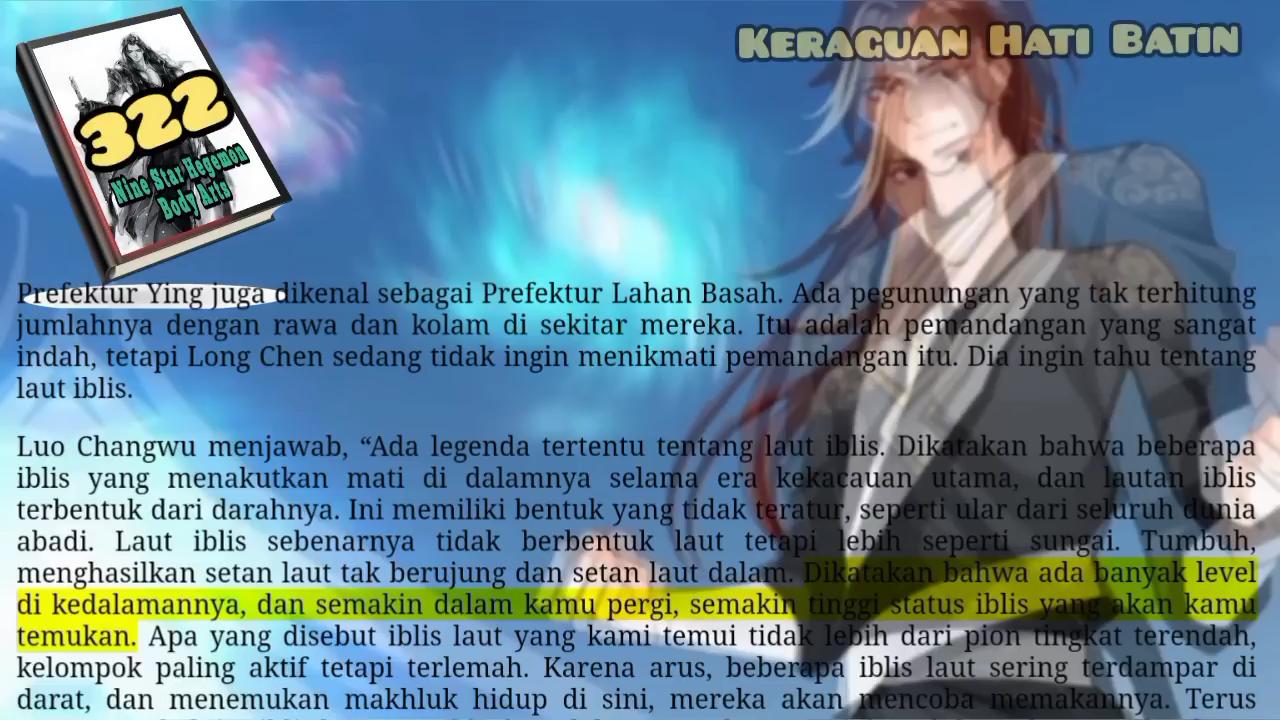 KERAGUAN HATI BATIN
322
Nine Star Hegemon
Body Arts
Prefektur Ying juga dikenal sebagai Prefektur Lahan Basah. Ada pegunungan yang tak terhitung
jumlahnya dengan rawa dan kolam di sekitar mereka. Itu adalah pemandangan yang sangat
indah, tetapi Long Chen sedang tidak ingin menikmati pemandangan itu. Dia ingin tahu tentang
laut iblis.
Luo Changwu menjawab, “Ada legenda tertentu tentang laut iblis. Dikatakan bahwa beberapa
iblis yang menakutkan mati di dalamnya selama era kekacauan utama, dan lautan iblis
terbentuk dari darahnya. Ini memiliki bentuk yang tidak teratur, seperti ular dari seluruh dunia
abadi. Laut iblis sebenarnya tidak berbentuk laut tetapi lebih seperti sungai. Tumbuh,
menghasilkan setan laut tak berujung dan setan laut dalam. Dikatakan bahwa ada banyak level
di kedalamannya, dan semakin dalam kamu pergi, semakin tinggi status iblis yang akan kamu
temukan. Apa yang disebut iblis laut yang kami temui tidak lebih dari pion tingkat terendah,
kelompok paling aktif tetapi terlemah. Karena arus, beberapa iblis laut sering terdampar di
darat, dan menemukan makhluk hidup di sini, mereka akan mencoba memakannya. Terus